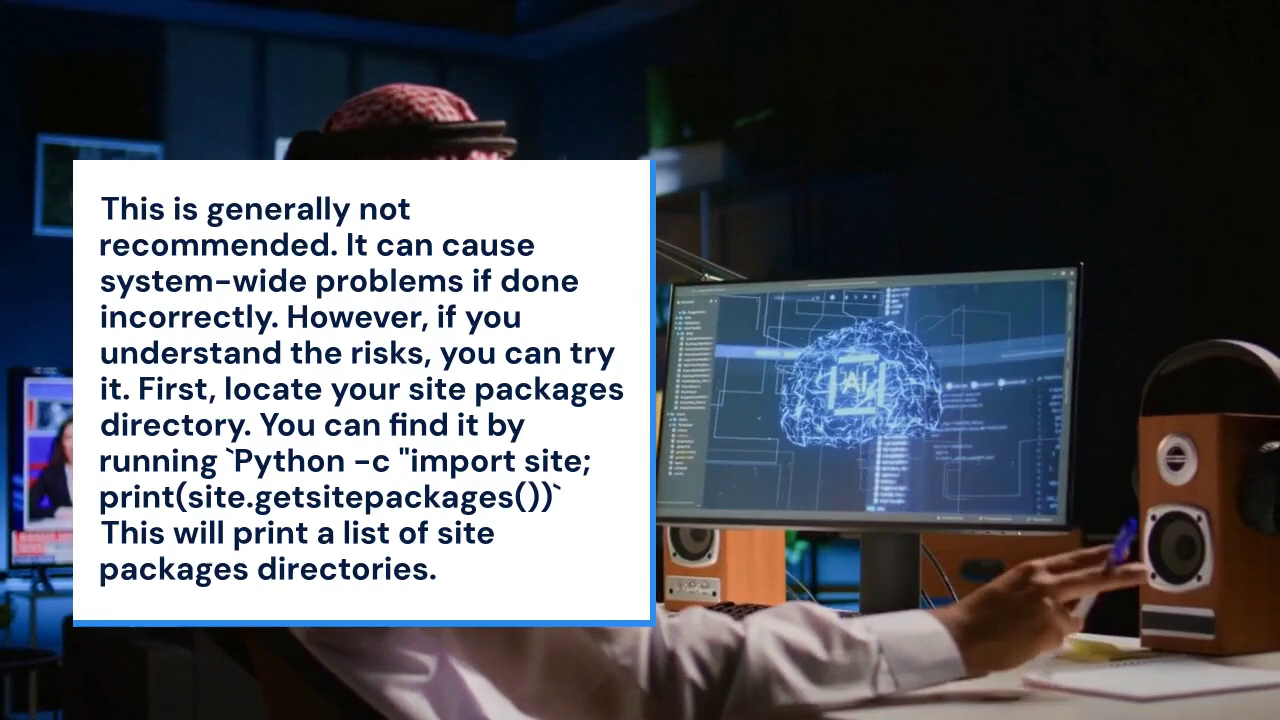 This is generally not
recommended. It can cause
system-wide problems if done
incorrectly. However, if you
understand the risks, you can try
it. First, locate your site packages
directory. You can find it by
running `Python -c "import site;
print(site.getsitepackages())`
This will print a list of site
packages directories.
AI